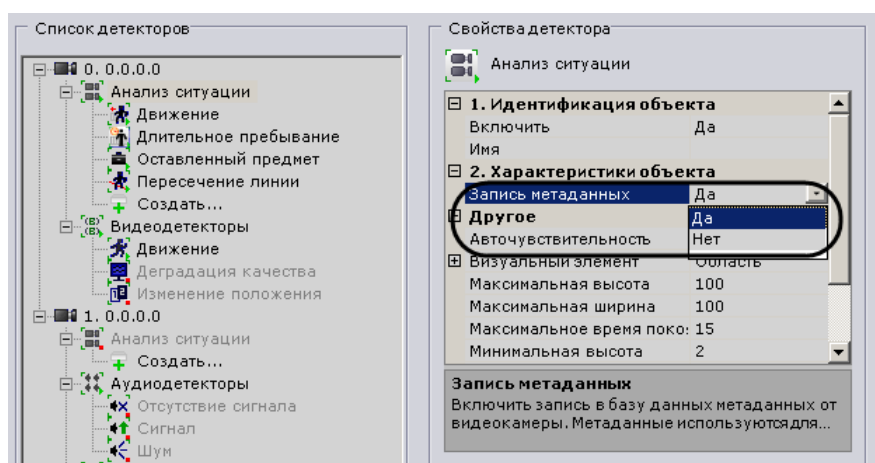 Список детекторов
0. 0.0.0.0
Анализ ситуации
Движение
Длительное пребывание
Оставленный предмет
Пересечение линии
Создать...
Видеодетекторы
Движение
Деградация качества
Изменение положения
1. 0.0.0.0
Анализ ситуации
Создать...
Аудиодетекторы
Отсутствие сигнала
Сигнал
Шум
Свойства детектора
Анализ ситуации
1. Идентификация объекта
Включить Да
Имя
2. Характеристики объекта
Запись метаданных Да
Другое Да
Авточувствительность Нет
Визуальный элемент Область
Максимальная высота 100
Максимальная ширина 100
Максимальное время поко: 15
Минимальная высота 2
Запись метаданных
Включить запись в базу данных метаданных от
видеокамеры. Метаданные используются для...